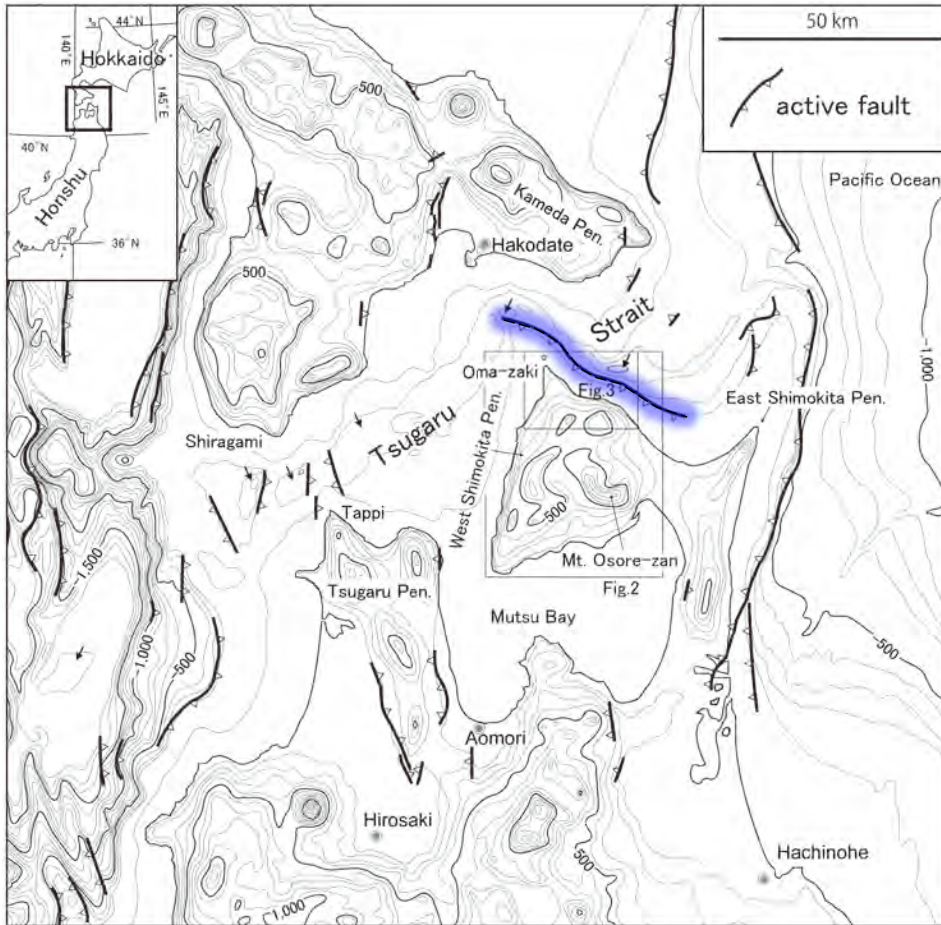 44°N
140°E
Hokkaido
145°E
40°N
Honshu
36°N
50 km
active fault
500
Pacific Ocean
Kameda Pen.
Hakodate
500
Strait
-1,000
Oma-zaki
Fig.3
East Shimokita Pen.
Tsugaru
Shiragami
West Shimokita Pen.
Tappi
500
Mt. Osore-zan
-1,500
Tsugaru Pen.
Fig.2
Mutsu Bay
-1,000
-500
-500
Aomori
Hirosaki
500
Hachinohe
1,000